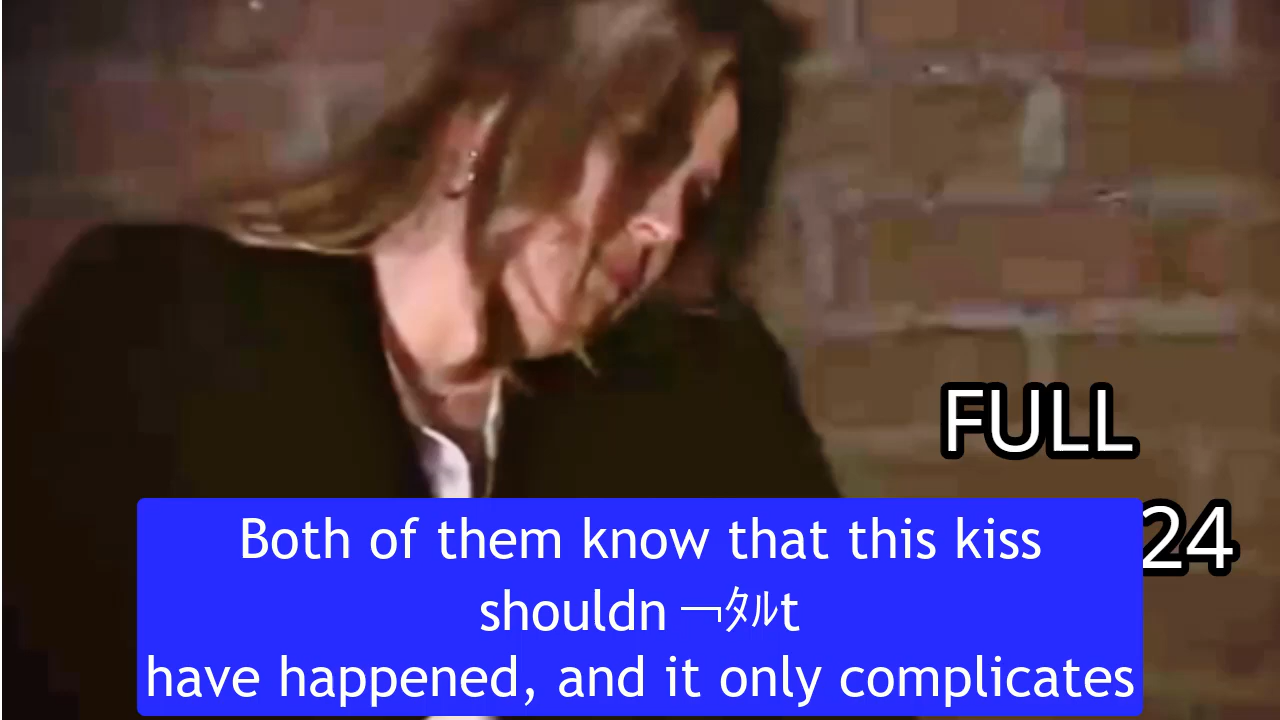 FULL
24
Both of them know that this kiss
shouldn ￢ﾀﾙt
have happened, and it only complicates